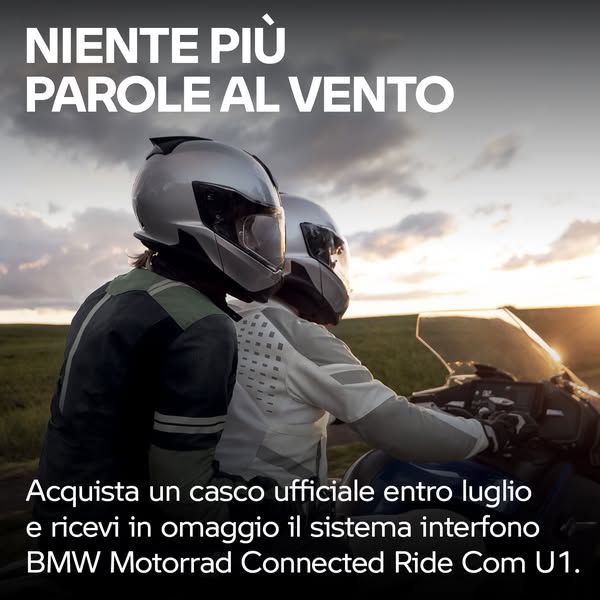 NIENTE PIÙ
PAROLE AL VENTO
Acquista un casco ufficiale entro luglio
e ricevi in omaggio il sistema interfono
BMW Motorrad Connected Ride Com U1.